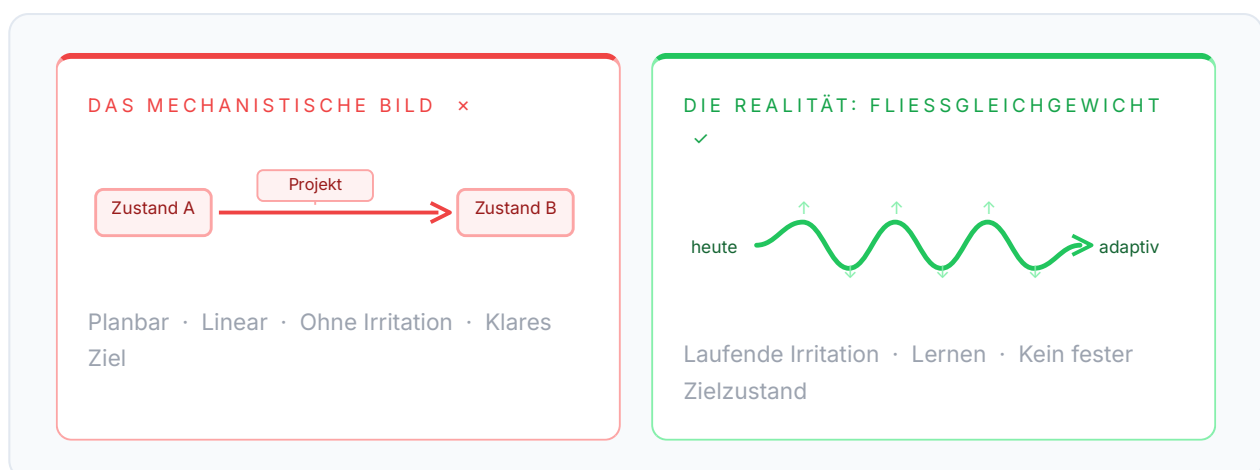 DAS MECHANISTISCHE BILD ×
Projekt
Zustand A
Zustand B
Planbar · Linear · Ohne Irritation · Klares
Ziel
DIE REALITÄT: FLIESSGLEICHGEWICHT
✓
heute
adaptiv
Laufende Irritation · Lernen · Kein fester
Zielzustand